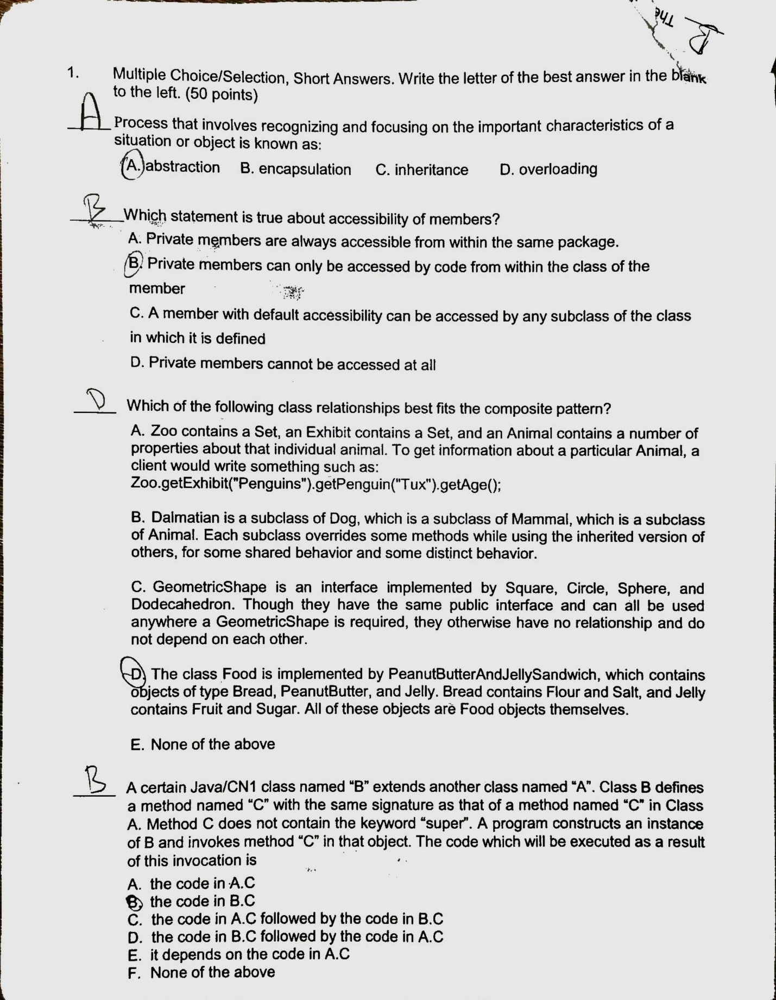 The B
1. Multiple Choice/Selection, Short Answers. Write the letter of the best answer in the blank
to the left. (50 points)
A Process that involves recognizing and focusing on the important characteristics of a
situation or object is known as:
A. abstraction B. encapsulation C. inheritance D. overloading
B Which statement is true about accessibility of members?
A. Private members are always accessible from within the same package.
B. Private members can only be accessed by code from within the class of the
member
C. A member with default accessibility can be accessed by any subclass of the class
in which it is defined
D. Private members cannot be accessed at all
D Which of the following class relationships best fits the composite pattern?
A. Zoo contains a Set, an Exhibit contains a Set, and an Animal contains a number of
properties about that individual animal. To get information about a particular Animal, a
client would write something such as:
Zoo.getExhibit("Penguins").getPenguin("Tux").getAge();
B. Dalmatian is a subclass of Dog, which is a subclass of Mammal, which is a subclass
of Animal. Each subclass overrides some methods while using the inherited version of
others, for some shared behavior and some distinct behavior.
C. GeometricShape is an interface implemented by Square, Circle, Sphere, and
Dodecahedron. Though they have the same public interface and can all be used
anywhere a GeometricShape is required, they otherwise have no relationship and do
not depend on each other.
D. The class Food is implemented by PeanutButterAndJellySandwich, which contains
objects of type Bread, PeanutButter, and Jelly. Bread contains Flour and Salt, and Jelly
contains Fruit and Sugar. All of these objects are Food objects themselves.
E. None of the above
B A certain Java/CN1 class named “B” extends another class named “A”. Class B defines
a method named “C” with the same signature as that of a method named “C” in Class
A. Method C does not contain the keyword “super”. A program constructs an instance
of B and invokes method “C” in that object. The code which will be executed as a result
of this invocation is
A. the code in A.C
B. the code in B.C
C. the code in A.C followed by the code in B.C
D. the code in B.C followed by the code in A.C
E. it depends on the code in A.C
F. None of the above